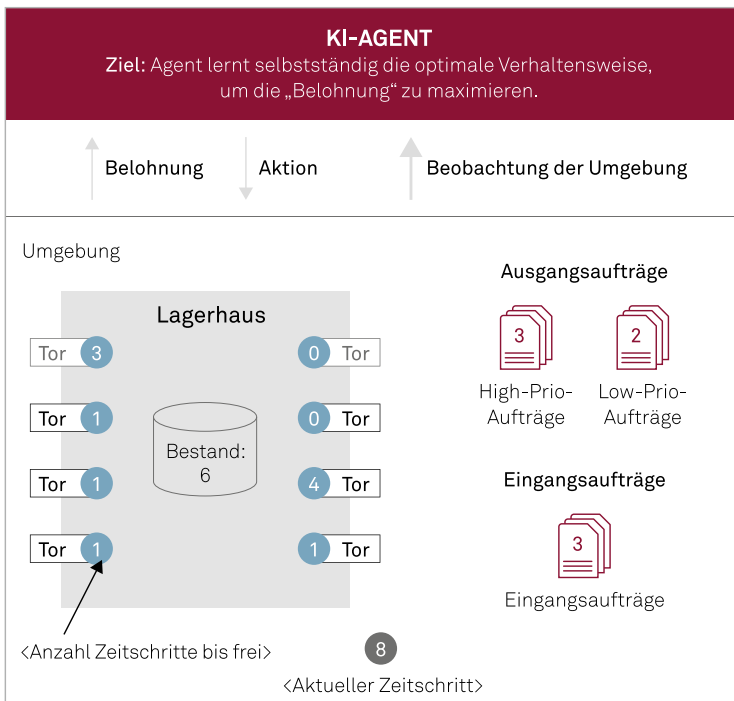 KI-AGENT
Ziel: Agent lernt selbstständig die optimale Verhaltensweise,
um die „Belohnung“ zu maximieren.
Belohnung
Aktion
Beobachtung der Umgebung
Umgebung
Lagerhaus
Tor 3
0 Tor
Tor 1
0 Tor
Tor 1
4 Tor
Tor 1
1 Tor
Bestand:
6
<Anzahl Zeitschritte bis frei>
8
<Aktueller Zeitschritt>
Ausgangsaufträge
3
High-Prio-
Aufträge
2
Low-Prio-
Aufträge
Eingangsaufträge
3
Eingangsaufträge